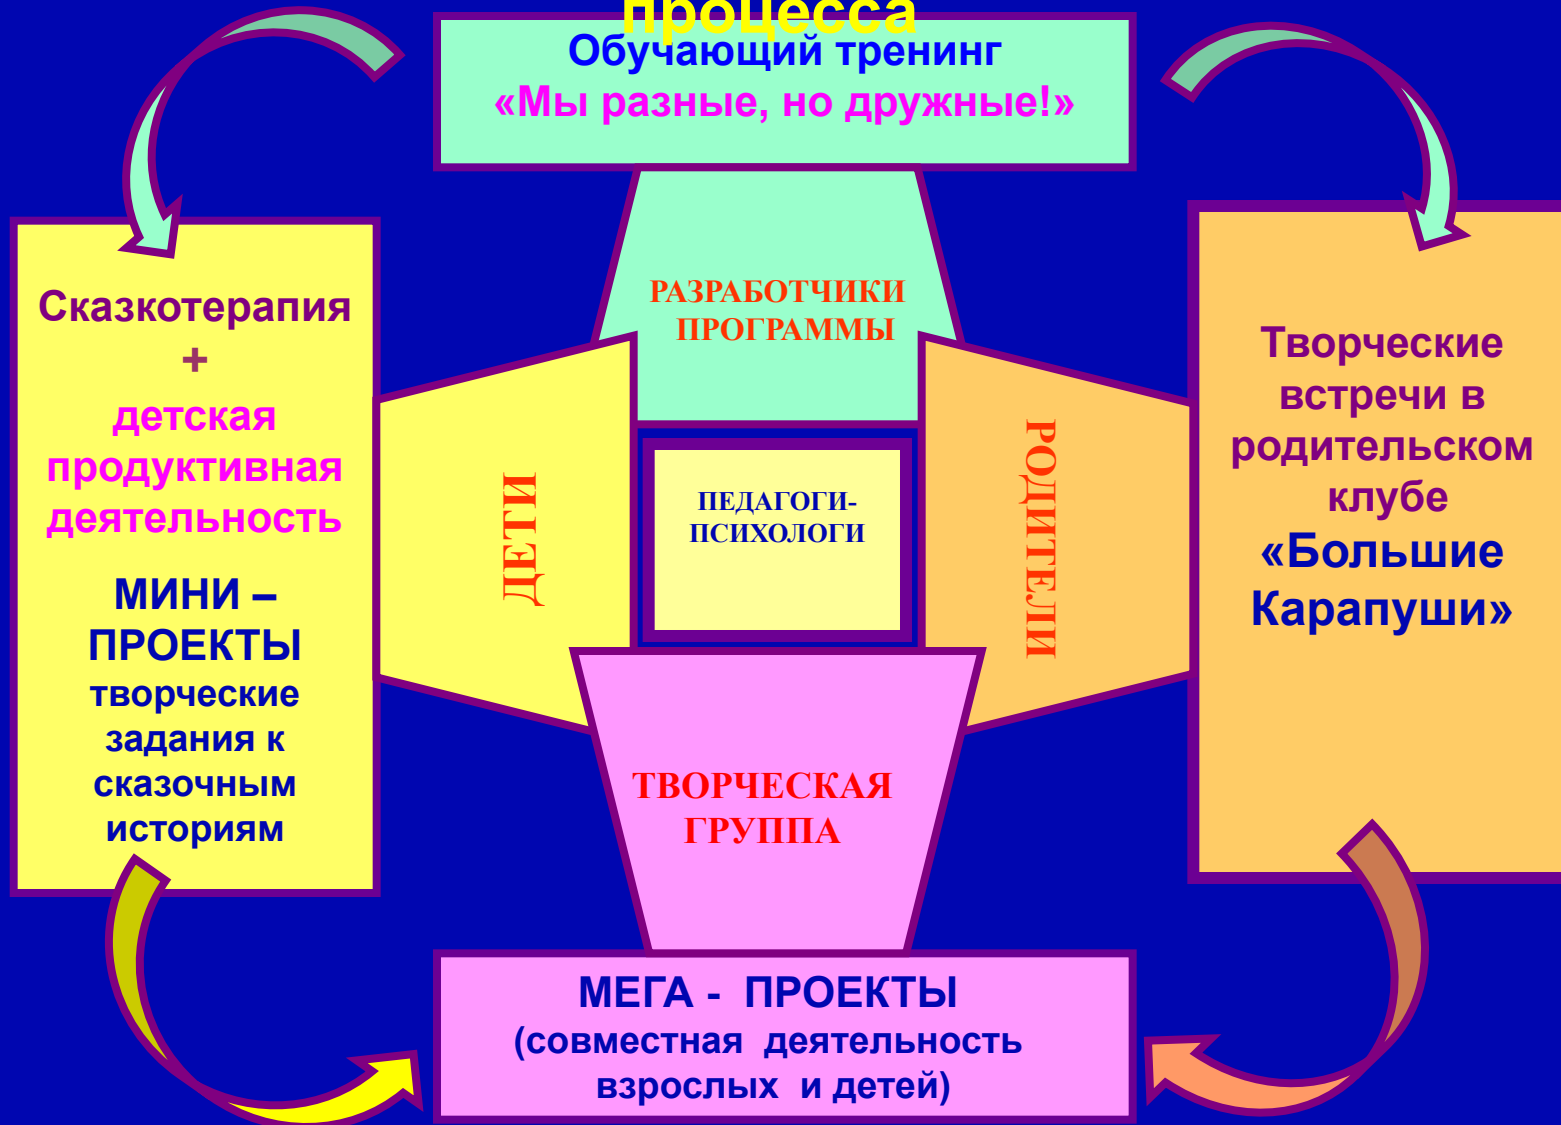 процесса
Обучающий тренинг
«Мы разные, но дружные!»
РАЗРАБОТЧИКИ
ПРОГРАММЫ
Сказкотерапия
+
детская
продуктивная
деятельность
МИНИ –
ПРОЕКТЫ
творческие
задания к
сказочным
историям
ДЕТИ
ПЕДАГОГИ-
ПСИХОЛОГИ
РОДИТЕЛИ
Творческие
встречи в
родительском
клубе
«Большие
Карапуши»
ТВОРЧЕСКАЯ
ГРУППА
МЕГА - ПРОЕКТЫ
(совместная деятельность
взрослых и детей)